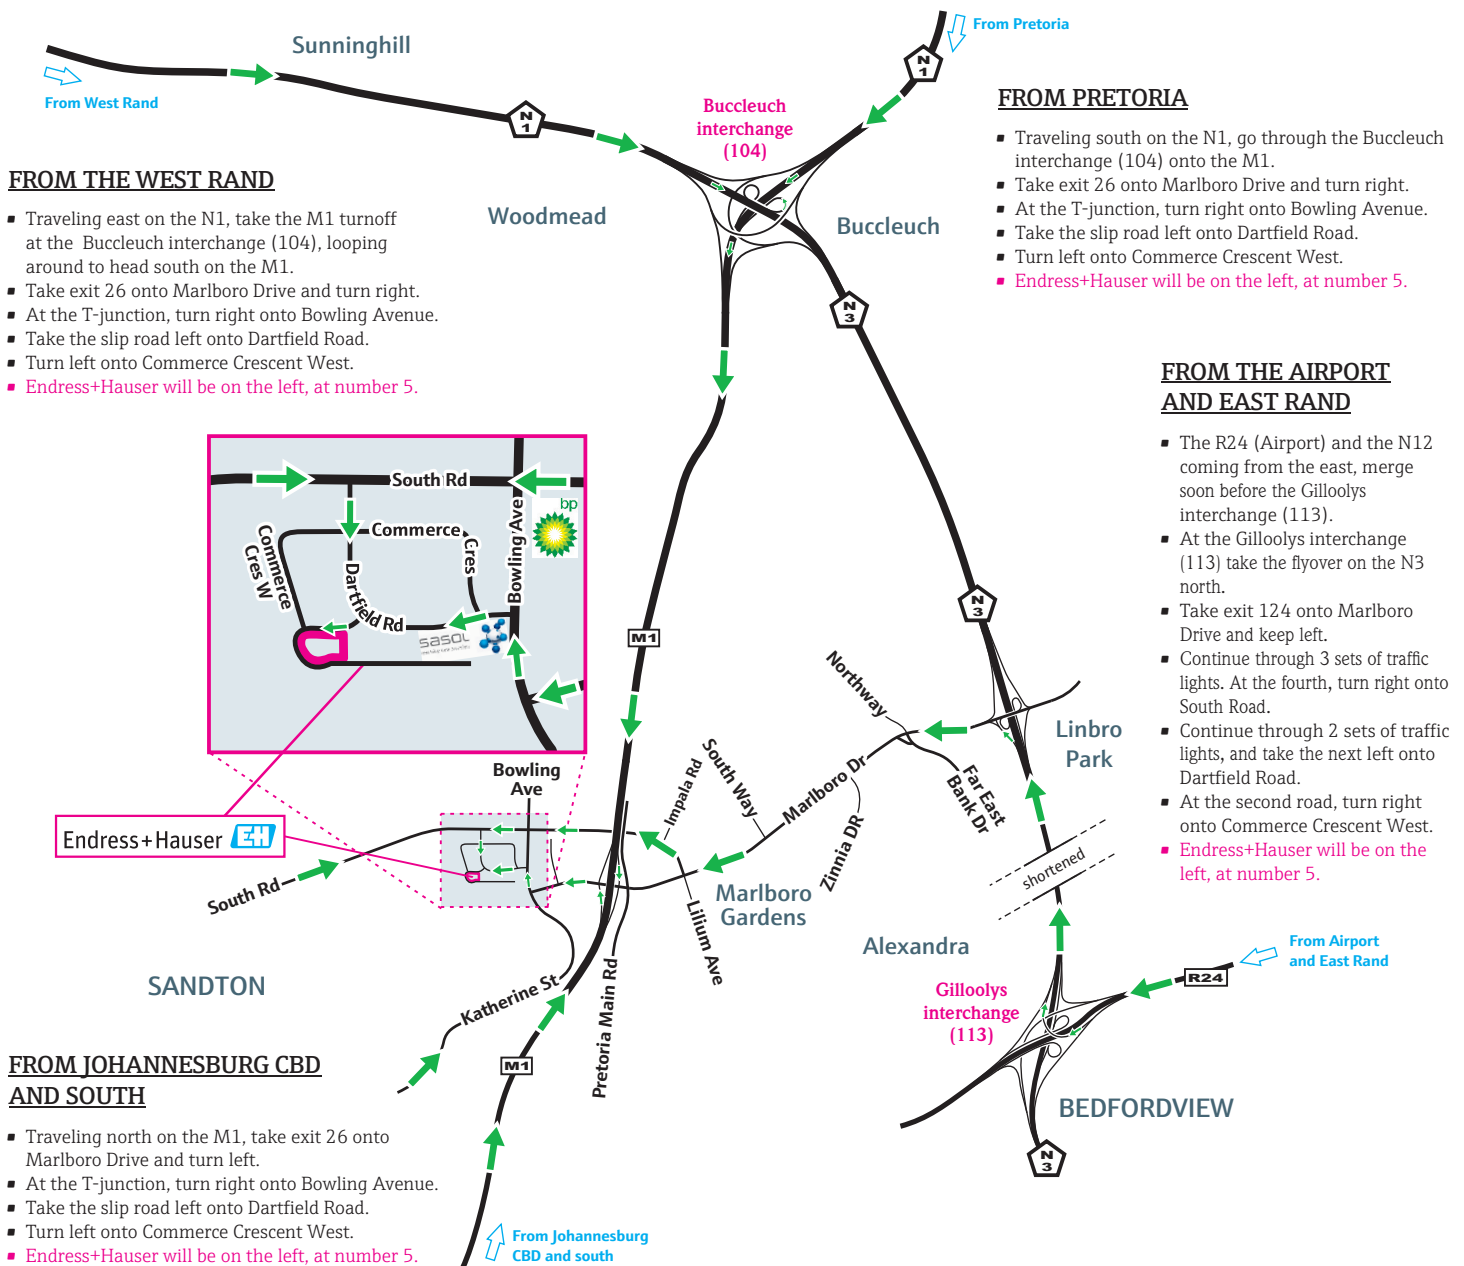 Sunninghill
From West Rand
N
1
Buccleuch
interchange
(104)
N
1
From Pretoria
FROM PRETORIA
▪ Traveling south on the N1, go through the Buccleuch
interchange (104) onto the M1.
▪ Take exit 26 onto Marlboro Drive and turn right.
▪ At the T-junction, turn right onto Bowling Avenue.
▪ Take the slip road left onto Dartfield Road.
▪ Turn left onto Commerce Crescent West.
▪ Endress+Hauser will be on the left, at number 5.
FROM THE WEST RAND
▪ Traveling east on the N1, take the M1 turnoff
at the Buccleuch interchange (104), looping
around to head south on the M1.
▪ Take exit 26 onto Marlboro Drive and turn right.
▪ At the T-junction, turn right onto Bowling Avenue.
▪ Take the slip road left onto Dartfield Road.
▪ Turn left onto Commerce Crescent West.
▪ Endress+Hauser will be on the left, at number 5.
Woodmead
Buccleuch
N
3
FROM THE AIRPORT
AND EAST RAND
▪ The R24 (Airport) and the N12
coming from the east, merge
soon before the Gilloolys
interchange (113).
▪ At the Gilloolys interchange
(113) take the flyover on the N3
north.
▪ Take exit 124 onto Marlboro
Drive and keep left.
▪ Continue through 3 sets of traffic
lights. At the fourth, turn right onto
South Road.
▪ Continue through 2 sets of traffic
lights, and take the next left onto
Dartfield Road.
▪ At the second road, turn right
onto Commerce Crescent West.
▪ Endress+Hauser will be on the
left, at number 5.
South Rd
bp
Commerce
Cres
Commerce
Cres W
Dartfield Rd
Bowling Ave
sasol
M1
N
3
Northway
Linbro
Park
Far East
Bank Dr
Marlboro Dr
Zinnia DR
South Way
Impala Rd
Bowling
Ave
Endress+Hauser EH
South Rd
Marlboro
Gardens
Lilium Ave
shortened
Alexandra
From Airport
and East Rand
R24
Gilloolys
interchange
(113)
BEDFORDVIEW
N
3
SANDTON
Katherine St
Pretoria Main Rd
M1
FROM JOHANNESBURG CBD
AND SOUTH
▪ Traveling north on the M1, take exit 26 onto
Marlboro Drive and turn left.
▪ At the T-junction, turn right onto Bowling Avenue.
▪ Take the slip road left onto Dartfield Road.
▪ Turn left onto Commerce Crescent West.
▪ Endress+Hauser will be on the left, at number 5.
From Johannesburg
CBD and south